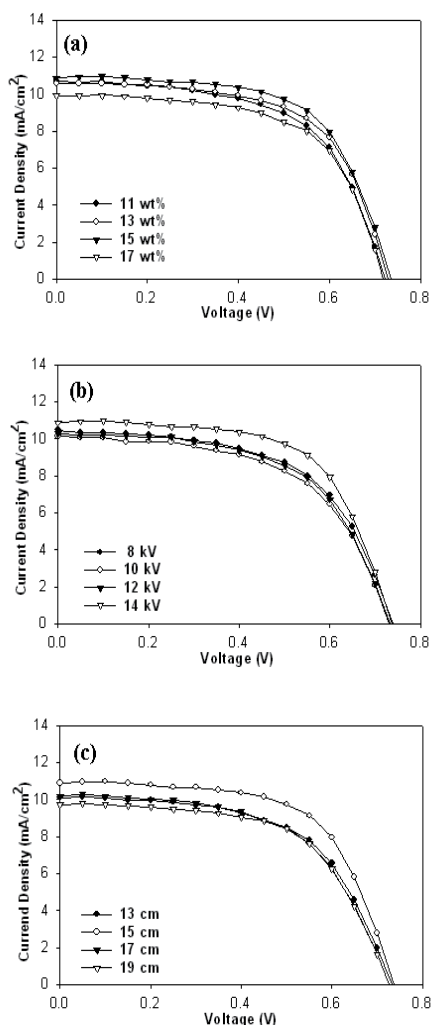 (a)
Current Density (mA/cm²)
14
12
10
8
6
4
2
0
11 wt%
13 wt%
15 wt%
17 wt%
0.0 0.2 0.4 0.6 0.8
Voltage (V)
(b)
Current Density (mA/cm²)
14
12
10
8
6
4
2
0
8 kV
10 kV
12 kV
14 kV
0.0 0.2 0.4 0.6 0.8
Voltage (V)
(c)
Currend Density (mA/cm²)
14
12
10
8
6
4
2
0
13 cm
15 cm
17 cm
19 cm
0.0 0.2 0.4 0.6 0.8
Voltage (V)